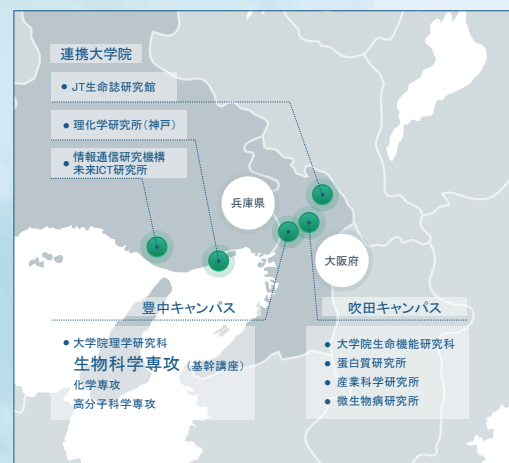 連携大学院
● JT生命誌研究館
● 理化学研究所(神戸)
● 情報通信研究機構
未来ICT研究所
兵庫県
大阪府
豊中キャンパス
● 大学院理学研究科
生物科学専攻(基幹講座)
化学専攻
高分子科学専攻
吹田キャンパス
● 大学院生命機能研究科
● 蛋白質研究所
● 産業科学研究所
● 微生物病研究所